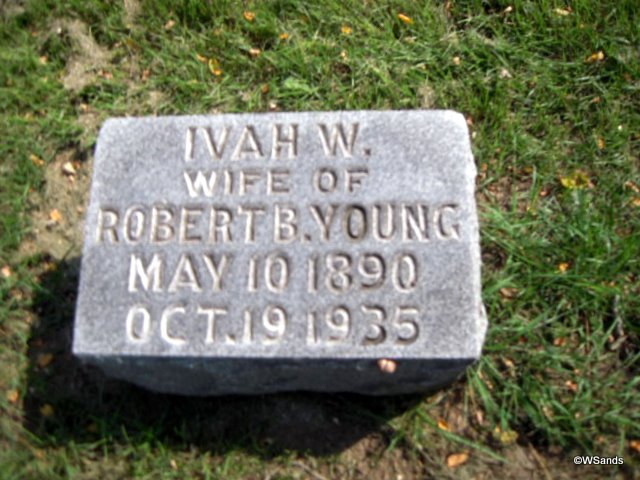 IVAH W.
WIFE OF
ROBERT B. YOUNG
MAY 10 1890
OCT. 19 1935
©WSands